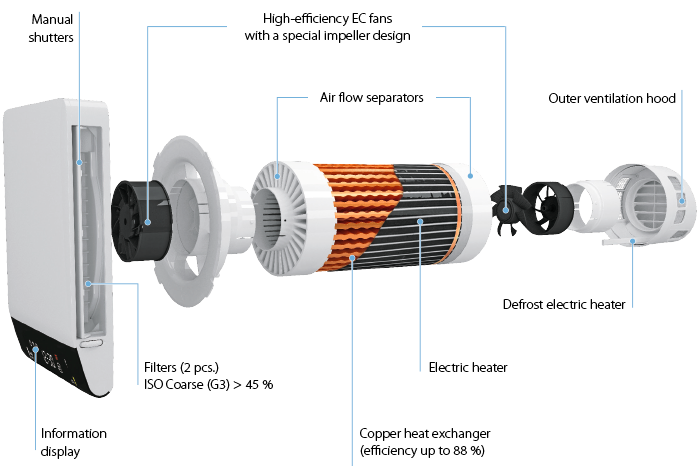 Manual
shutters
High-efficiency EC fans
with a special impeller design
Air flow separators
Outer ventilation hood
Defrost electric heater
Filters (2 pcs.)
ISO Coarse (G3) > 45 %
Electric heater
Information
display
Copper heat exchanger
(efficiency up to 88 %)